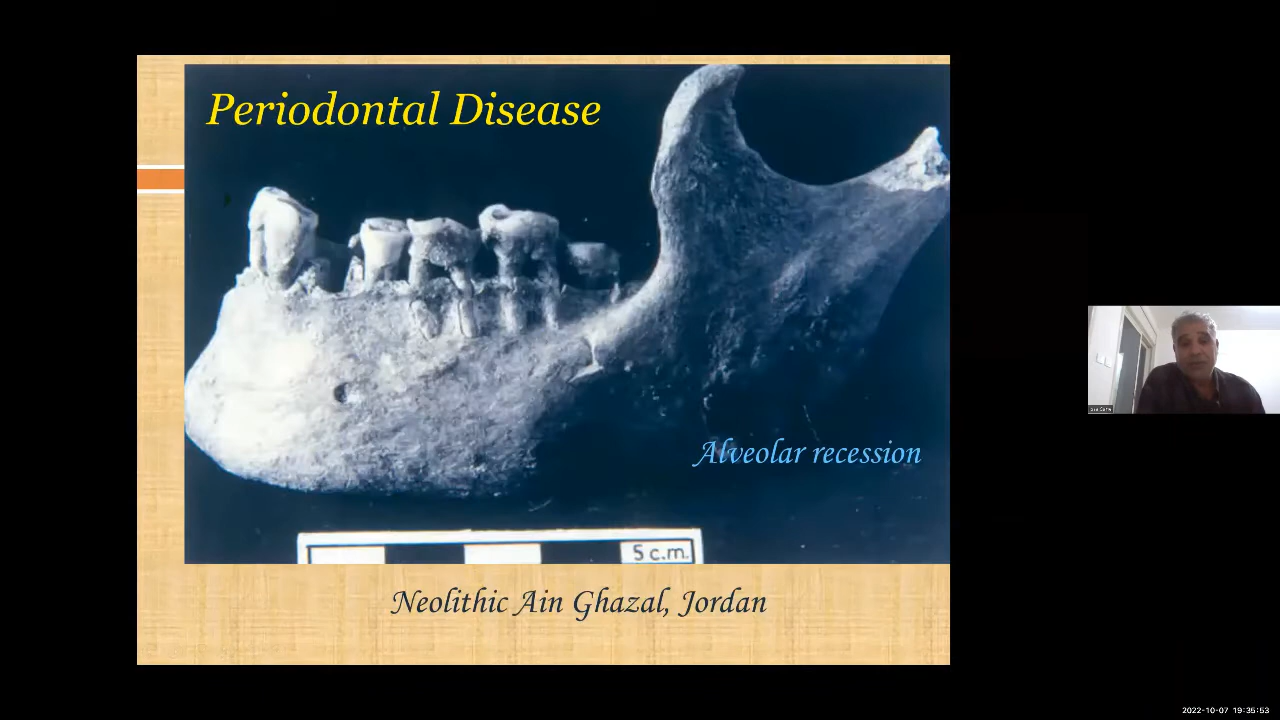 Periodontal Disease
Alveolar recession
5 c.m.
Neolithic Ain Ghazal, Jordan
2022-10-07 19:35:53